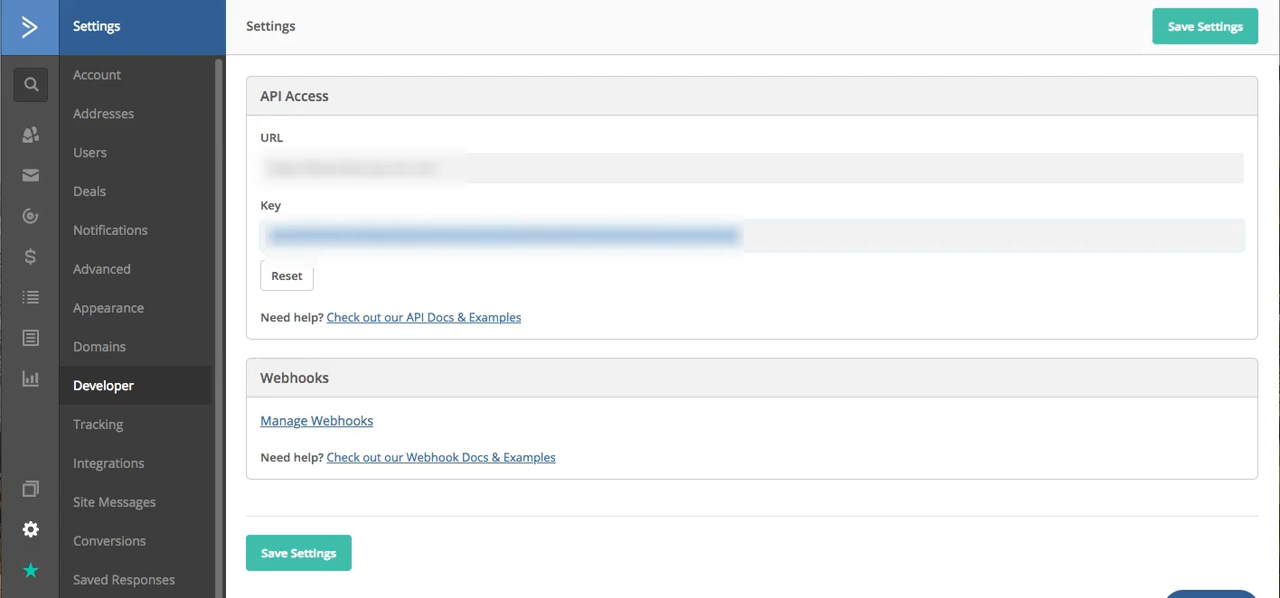 Settings
Account
Addresses
Users
Deals
Notifications
Advanced
Appearance
Domains
Developer
Tracking
Integrations
Site Messages
Conversions
Saved Responses
Settings
Save Settings
API Access
URL
Key
Reset
Need help? Check out our API Docs & Examples
Webhooks
Manage Webhooks
Need help? Check out our Webhook Docs & Examples
Save Settings